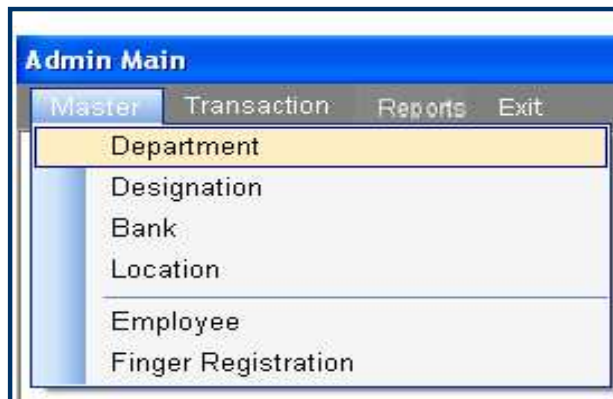 Admin Main
Master Transaction Reports Exit
Department
Designation
Bank
Location
Employee
Finger Registration